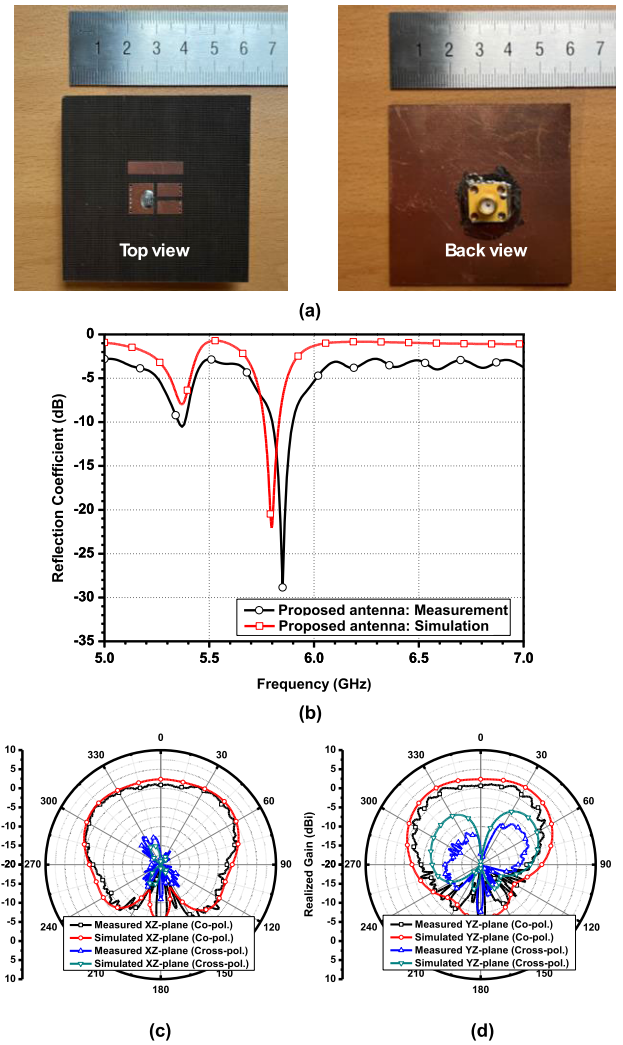 1 2 3 4 5 6 7
1 2 3 4 5 6 7
Top view
Back view
(a)
0
-5
-10
-15
-20
-25
-30
-35
Reflection Coefficient (dB)
Proposed antenna: Measurement
Proposed antenna: Simulation
5.0 5.5 6.0 6.5 7.0
Frequency (GHz)
(b)
10
5
0
-5
-10
-15
-20
-15
-10
-5
0
5
10
0
30
60
90
120
150
180
210
240
270
300
330
Measured XZ-plane (Co-pol.)
Simulated XZ-plane (Co-pol.)
Measured XZ-plane (Cross-pol.)
Simulated XZ-plane (Cross-pol.)
(c)
Realized Gain (dBi)
10
5
0
-5
-10
-15
-20
-15
-10
-5
0
5
10
0
30
60
90
120
150
180
210
240
270
300
330
Measured YZ-plane (Co-pol.)
Simulated YZ-plane (Co-pol.)
Measured YZ-plane (Cross-pol.)
Simulated YZ-plane (Cross-pol.)
(d)